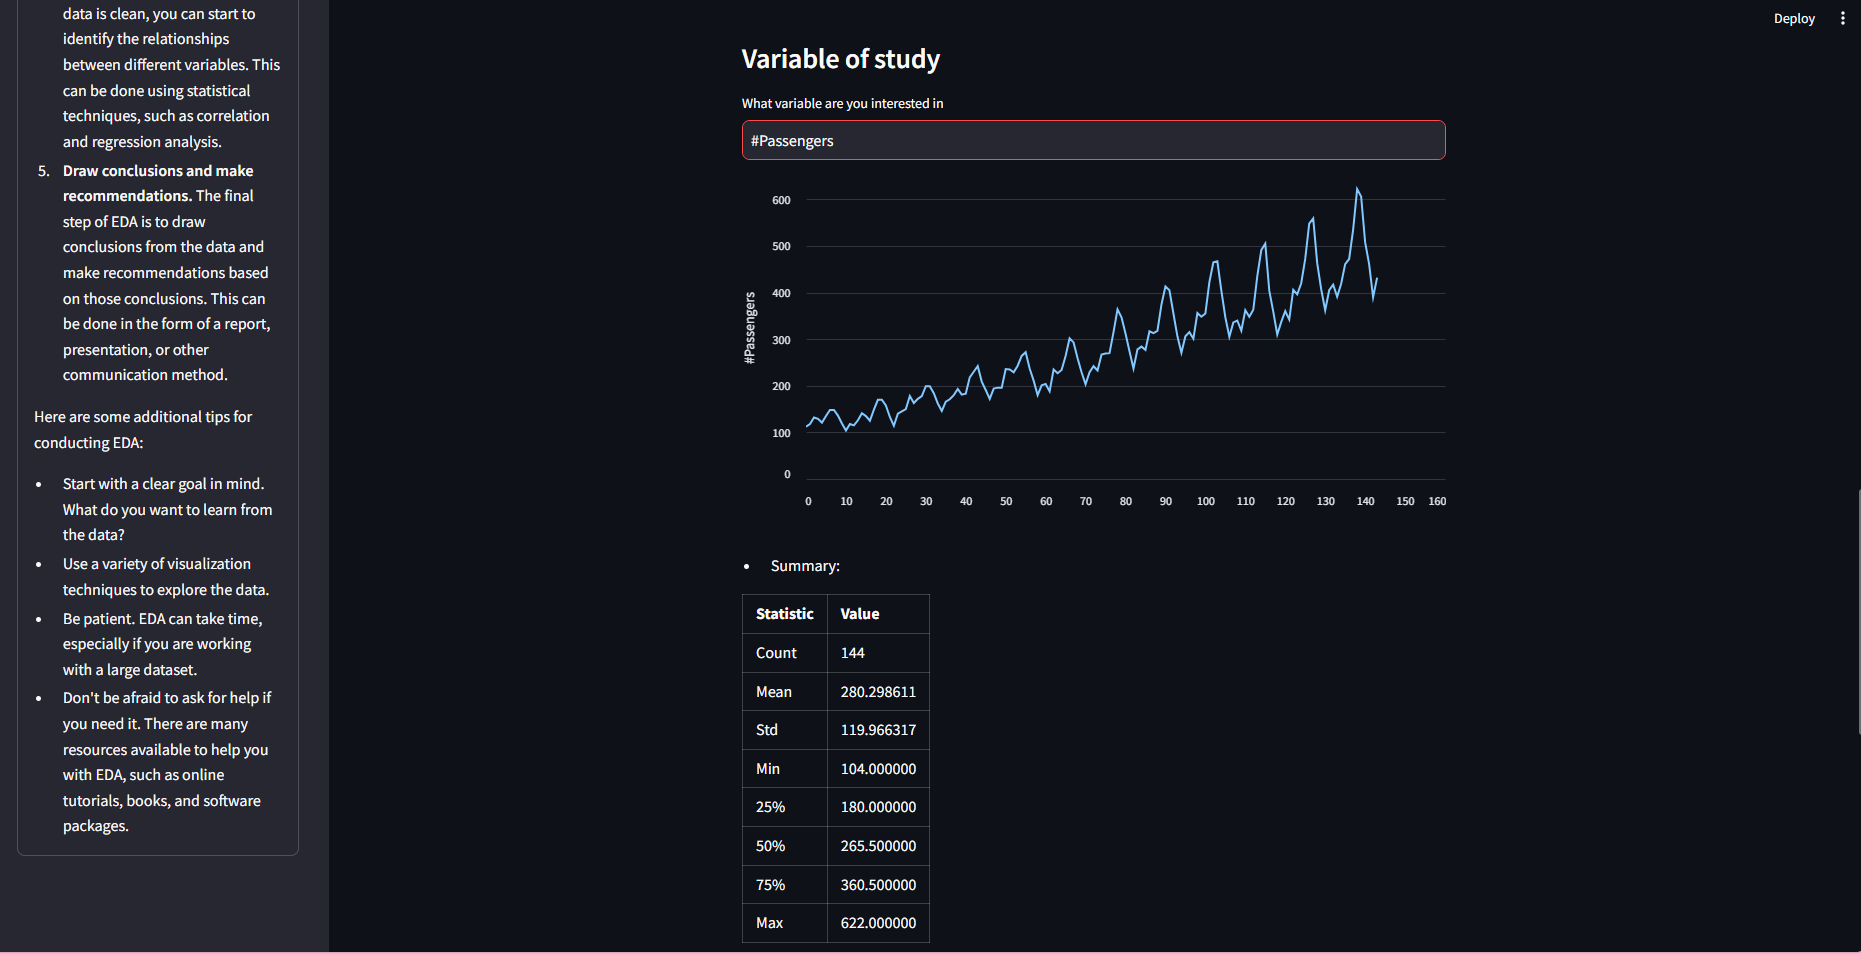 data is clean, you can start to
identify the relationships
between different variables. This
can be done using statistical
techniques, such as correlation
and regression analysis.
5. Draw conclusions and make
recommendations. The final
step of EDA is to draw
conclusions from the data and
make recommendations based
on those conclusions. This can
be done in the form of a report,
presentation, or other
communication method.
Here are some additional tips for
conducting EDA:
• Start with a clear goal in mind.
What do you want to learn from
the data?
• Use a variety of visualization
techniques to explore the data.
• Be patient. EDA can take time,
especially if you are working
with a large dataset.
• Don't be afraid to ask for help if
you need it. There are many
resources available to help you
with EDA, such as online
tutorials, books, and software
packages.
Deploy
Variable of study
What variable are you interested in
#Passengers
#Passengers
600
500
400
300
200
100
0
0 10 20 30 40 50 60 70 80 90 100 110 120 130 140 150 160
• Summary:
Statistic Value
Count 144
Mean 280.298611
Std 119.966317
Min 104.000000
25% 180.000000
50% 265.500000
75% 360.500000
Max 622.000000